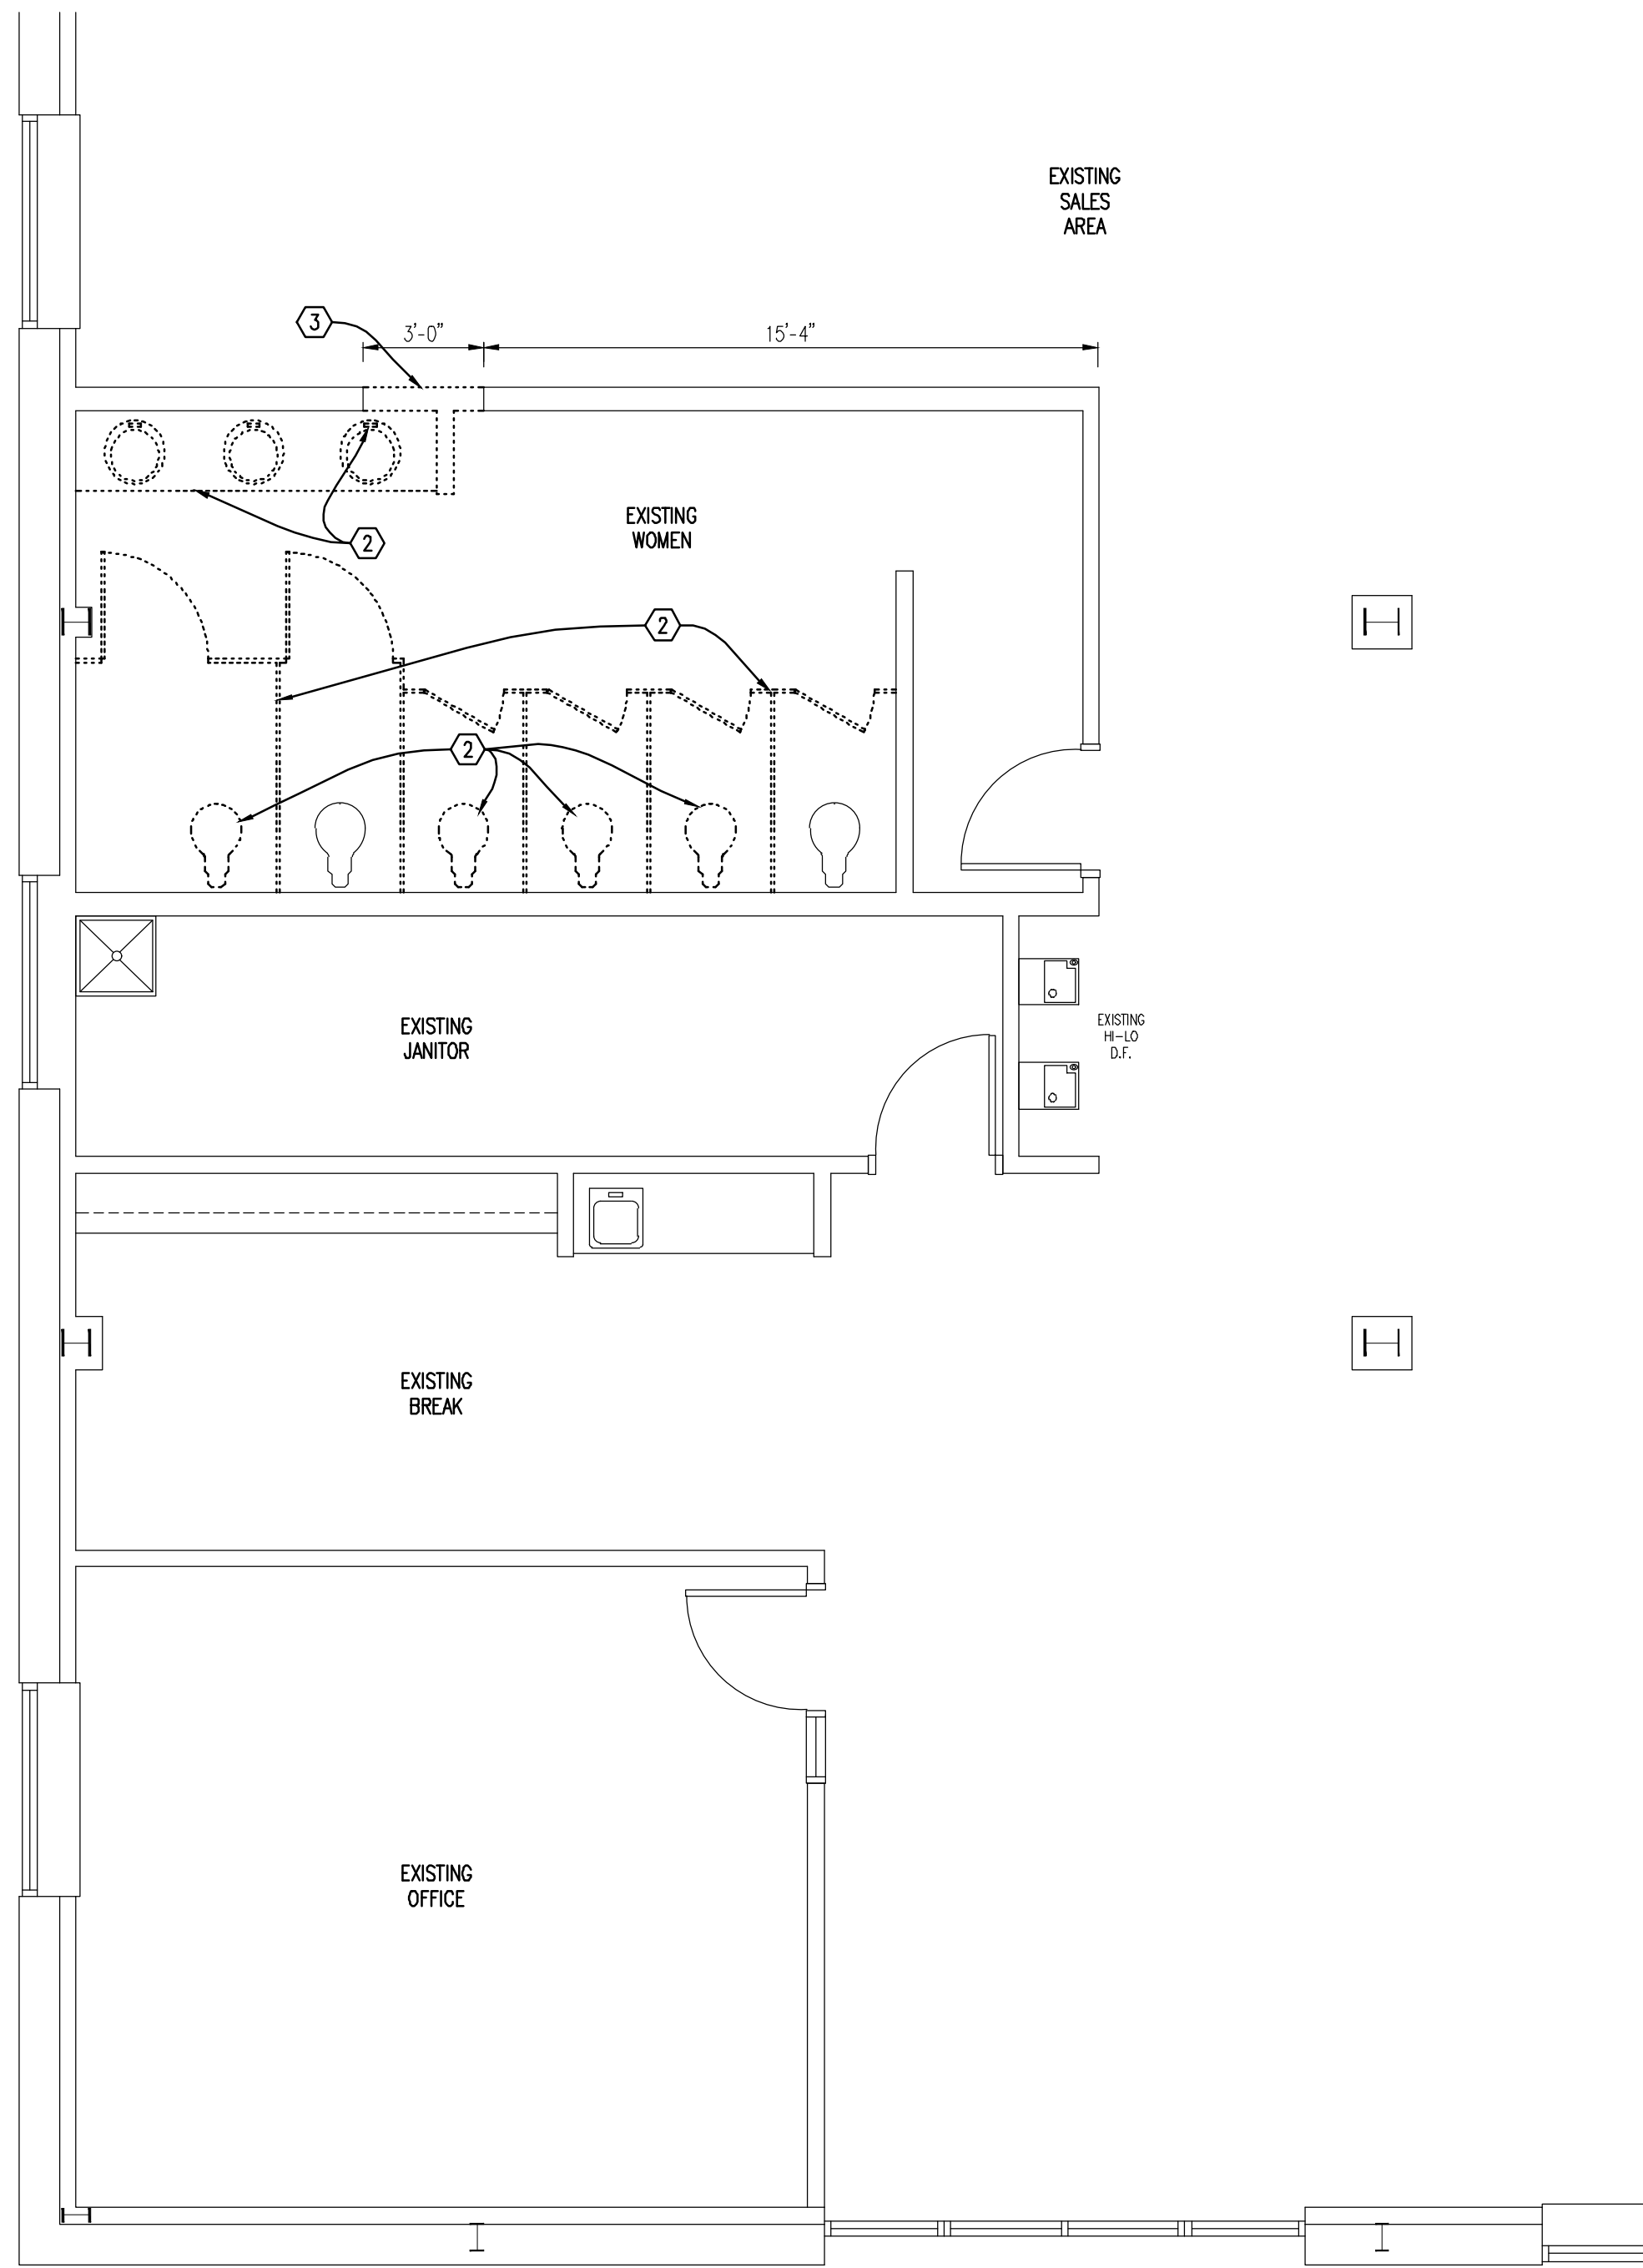 EXISTING
SALES
AREA
3
3'-0"
15'-4"
EXISTING
WOMEN
2
2
2
EXISTING
JANITOR
EXISTING
HI-LO
D.F.
EXISTING
BREAK
EXISTING
OFFICE